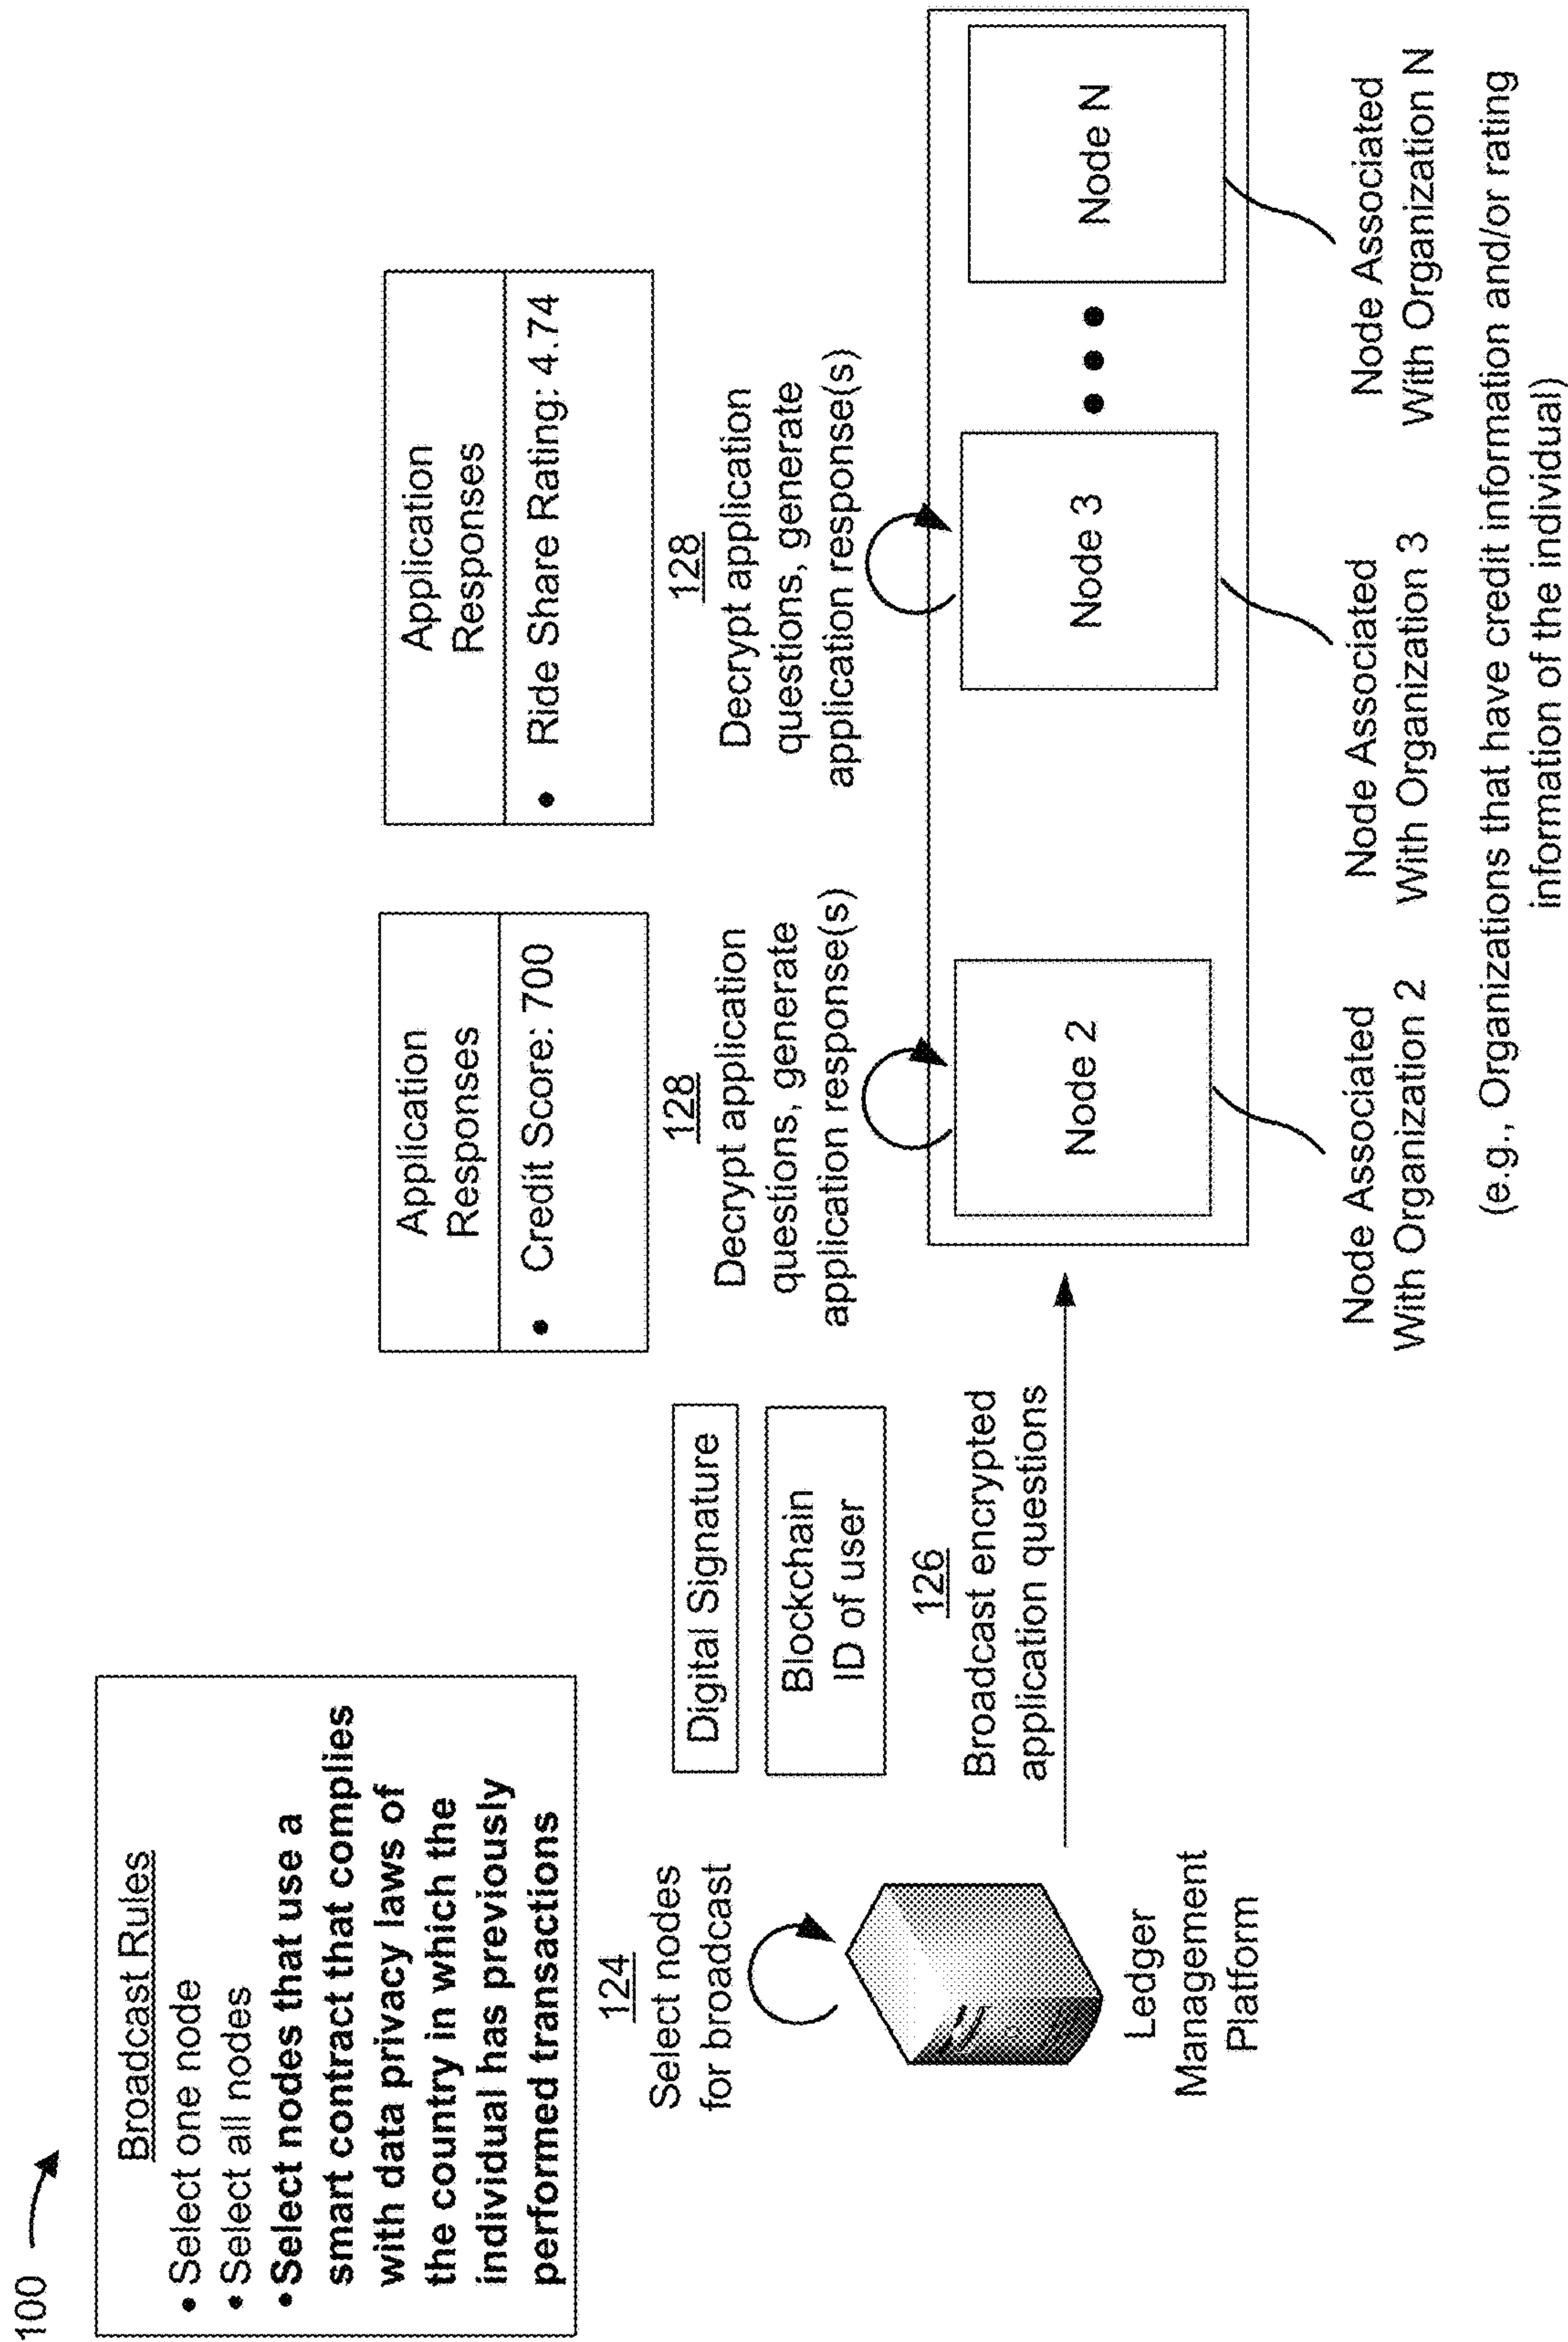 100
Broadcast Rules
• Select one node
• Select all nodes
• Select nodes that use a
smart contract that complies
with data privacy laws of
the country in which the
individual has previously
performed transactions
124
Select nodes
for broadcast
Ledger
Management
Platform
Digital Signature
Blockchain
ID of user
126
Broadcast encrypted
application questions
Application
Responses
• Credit Score: 700
128
Decrypt application
questions, generate
application response(s)
Node 2
Node Associated
With Organization 2
Application
Responses
• Ride Share Rating: 4.74
128
Decrypt application
questions, generate
application response(s)
Node 3
Node Associated
With Organization 3
Node N
Node Associated
With Organization N
(e.g., Organizations that have credit information and/or rating
information of the individual)